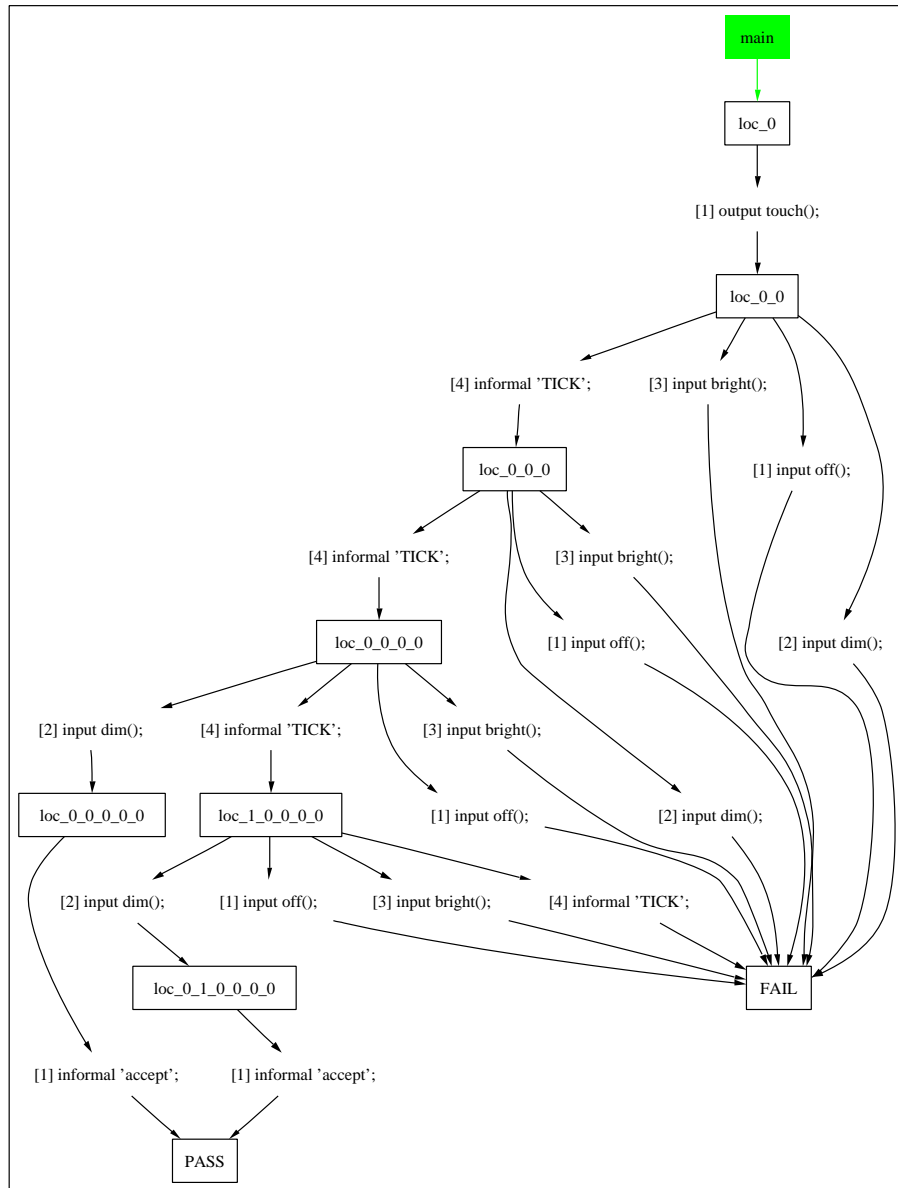 main
loc_0
[1] output touch();
loc_0_0
[4] informal ’TICK’;
[3] input bright();
loc_0_0_0
[1] input off();
[4] informal ’TICK’;
[3] input bright();
loc_0_0_0_0
[1] input off();
[2] input dim();
[2] input dim();
[4] informal ’TICK’;
[3] input bright();
loc_0_0_0_0_0
loc_1_0_0_0_0
[1] input off();
[2] input dim();
[2] input dim();
[1] input off();
[3] input bright();
[4] informal ’TICK’;
loc_0_1_0_0_0_0
FAIL
[1] informal ’accept’;
[1] informal ’accept’;
PASS